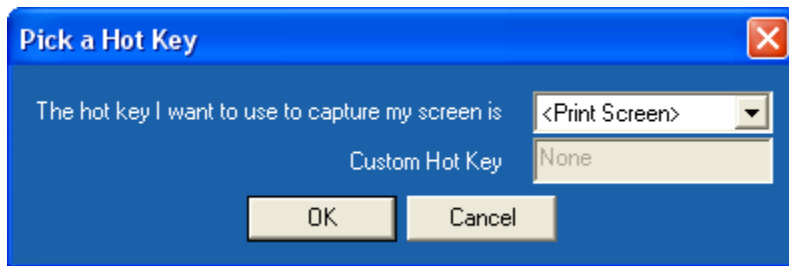 Pick a Hot Key
The hot key I want to use to capture my screen is <Print Screen>
Custom Hot Key None
OK Cancel